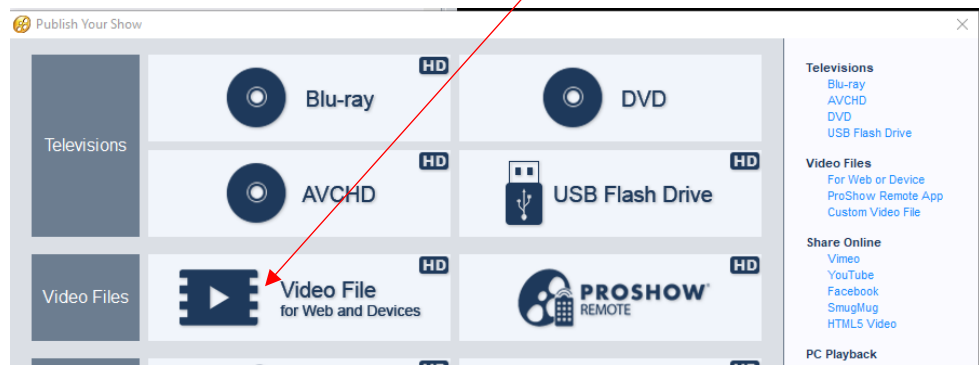 Publish Your Show
Televisions
HD
Blu-ray
DVD
HD
AVCHD
HD
USB Flash Drive
Video Files
HD
Video File
for Web and Devices
HD
PROSHOW
REMOTE
Televisions
Blu-ray
AVCHD
DVD
USB Flash Drive
Video Files
For Web or Device
ProShow Remote App
Custom Video File
Share Online
Vimeo
YouTube
Facebook
SmugMug
HTML5 Video
PC Playback